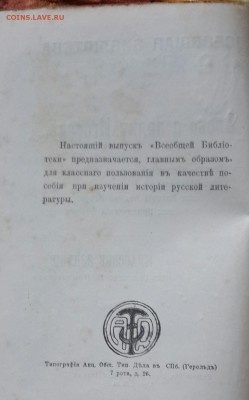 COINS.LAVE.RU
Настоящій выпускъ «Всеобщей Библіо-
теки» предназначается, главнымъ образомъ
для класснаго пользованія въ качествѣ по-
собія при изученіи исторіи русской лите-
ратуры.
Типографія Акц. Общ. Тип. Дѣла въ СПб. (Герольдъ)
7 рота, д. 26.